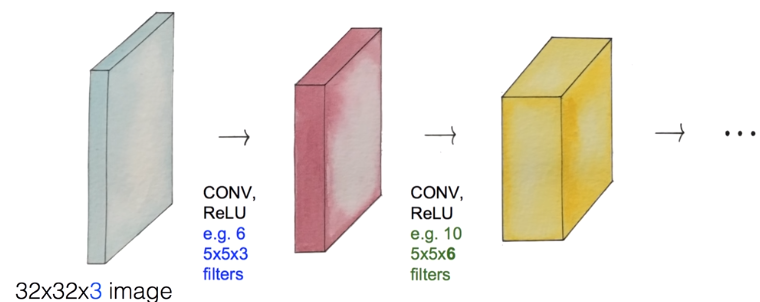 CONV,
ReLU
e.g. 6
5x5x3
filters
CONV,
ReLU
e.g. 10
5x5x6
filters
...
32x32x3 image